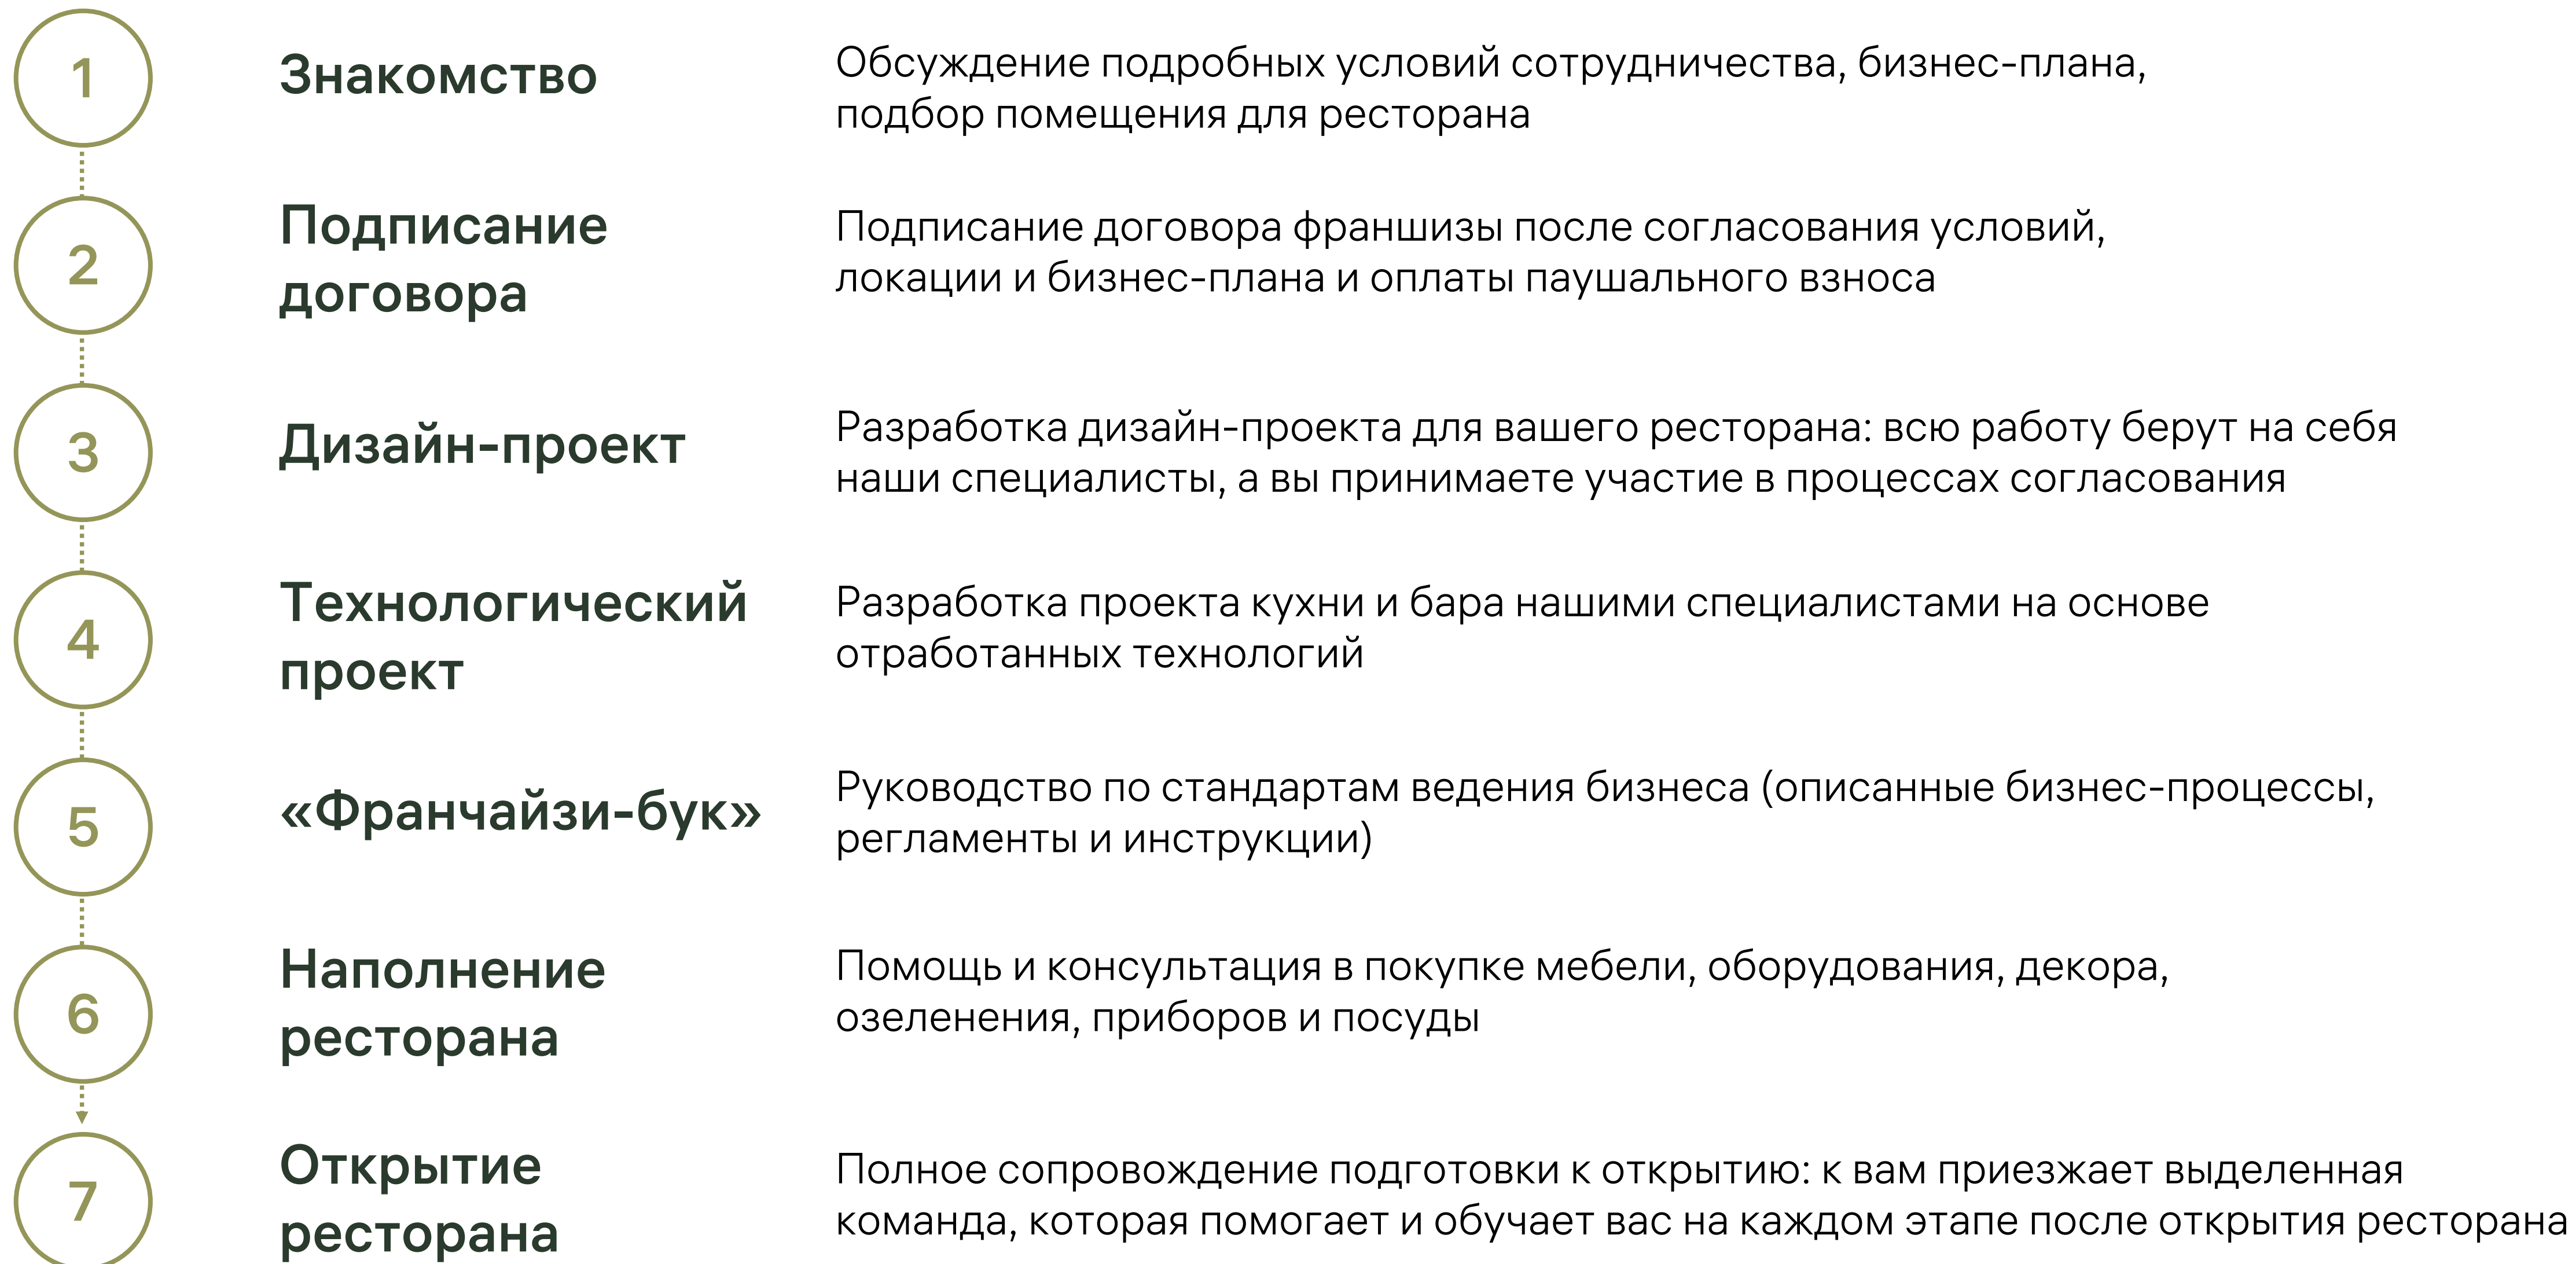 1
Знакомство
Обсуждение подробных условий сотрудничества, бизнес-плана,
подбор помещения для ресторана
2
Подписание
договора
Подписание договора франшизы после согласования условий,
локации и бизнес-плана и оплаты паушального взноса
3
Дизайн-проект
Разработка дизайн-проекта для вашего ресторана: всю работу берут на себя
наши специалисты, а вы принимаете участие в процессах согласования
4
Технологический
проект
Разработка проекта кухни и бара нашими специалистами на основе
отработанных технологий
5
«Франчайзи-бук»
Руководство по стандартам ведения бизнеса (описанные бизнес-процессы,
регламенты и инструкции)
6
Наполнение
ресторана
Помощь и консультация в покупке мебели, оборудования, декора,
озеленения, приборов и посуды
7
Открытие
ресторана
Полное сопровождение подготовки к открытию: к вам приезжает выделенная
команда, которая помогает и обучает вас на каждом этапе после открытия ресторана